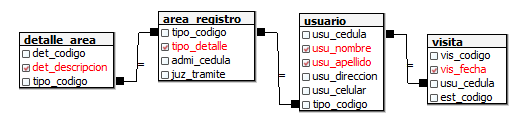 detalle_area
det_codigo
det_descripcion
tipo_codigo
area_registro
tipo_codigo
tipo_detalle
admi_cedula
juz_tramite
usuario
usu_cedula
usu_nombre
usu_apellido
usu_direccion
usu_celular
tipo_codigo
visita
vis_codigo
vis_fecha
usu_cedula
est_codigo
=
=
=